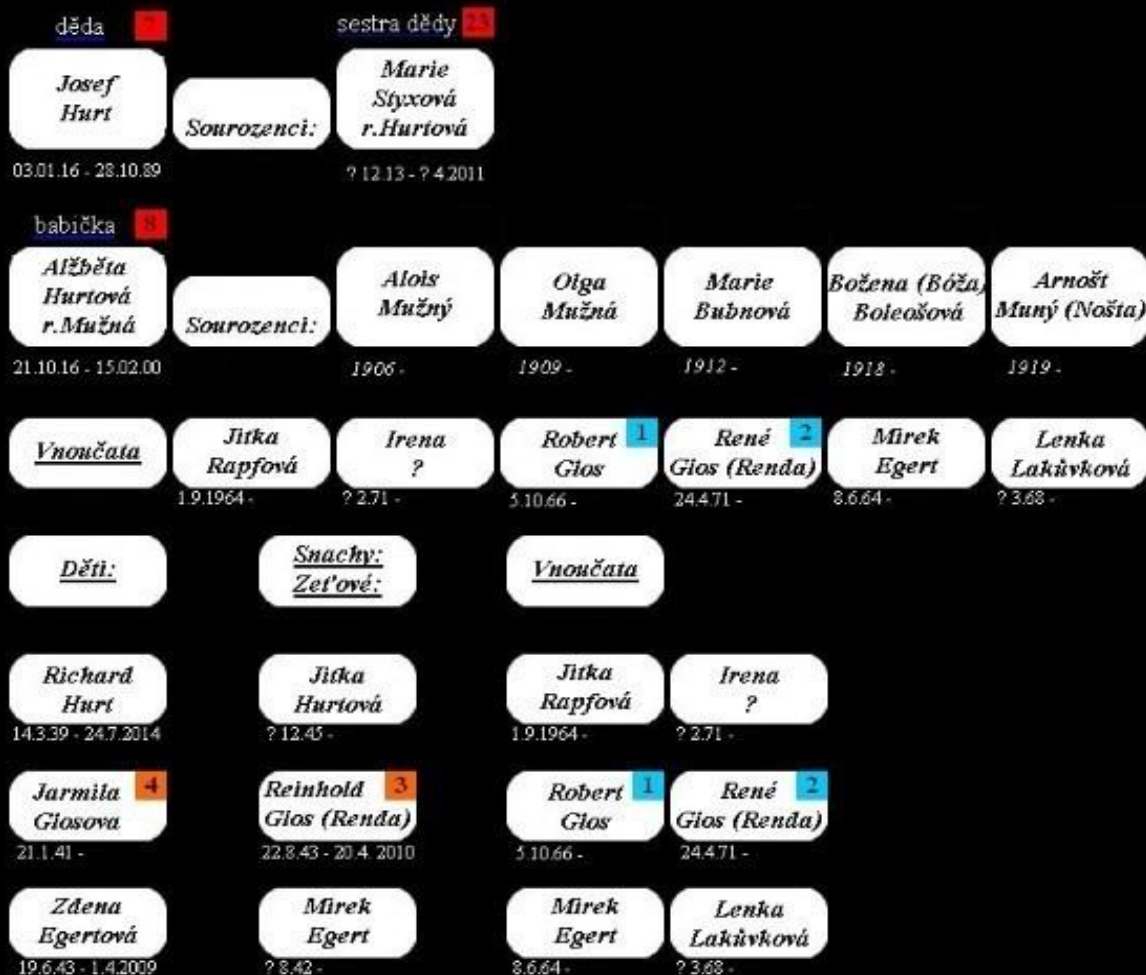 děda 7 sestra dědy 23
Josef
Hurt
Sourozenci:
Marie
Styxová
r.Hurtová
03.01.16 - 28.10.89
? 12.13 - ? 4.2011
babička 8
Alžběta
Hurtová
r.Mužná
Sourozenci:
Alois
Mužný
Olga
Mužná
Marie
Bubnová
Božena (Bóža)
Boleošová
Arnošt
Muný (Nošta)
21.10.16 - 15.02.00
1906 -
1909 -
1912 -
1918 -
1919 -
Vnoučata
Jitka
Rapfová
Irena
?
Robert 1
Glos
René 2
Glos (Renda)
Mirek
Egert
Lenka
Lakůvková
1.9.1964 -
? 2.71 -
5.10.66 -
24.4.71 -
8.6.64 -
? 3.68 -
Děti:
Snachy:
Zeťové:
Vnoučata
Richard
Hurt
Jitka
Hurtová
Jitka
Rapfová
Irena
?
14.3.39 - 24.7.2014
? 12.45 -
1.9.1964 -
? 2.71 -
Jarmila 4
Glosova
Reinhold 3
Glos (Renda)
Robert 1
Glos
René 2
Glos (Renda)
21.1.41 -
22.8.43 - 20.4. 2010
5.10.66 -
24.4.71 -
Zdena
Egertová
Mirek
Egert
Mirek
Egert
Lenka
Lakůvková
19.6.43 - 1.4.2009
? 8.42 -
8.6.64 -
? 3.68 -